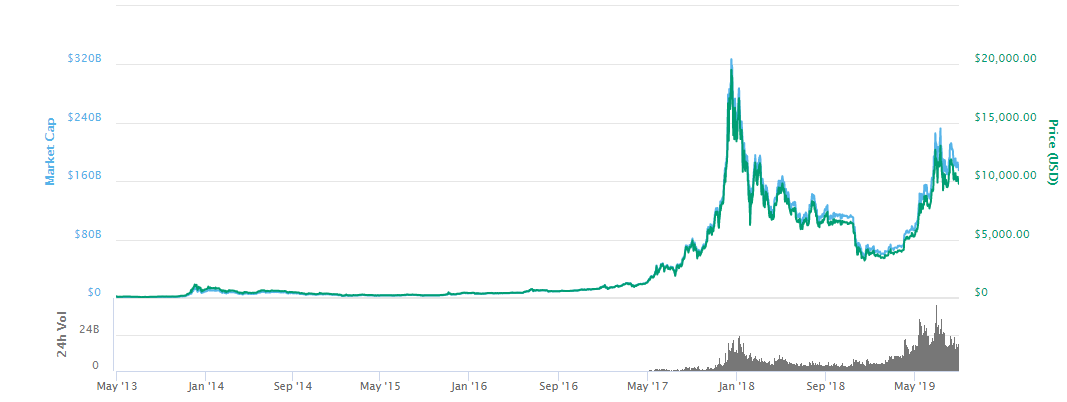 $320B
$240B
$160B
$80B
$0
Market Cap
$20,000.00
$15,000.00
$10,000.00
$5,000.00
$0
Price (USD)
24h Vol
24B
0
May '13
Jan '14
Sep '14
May '15
Jan '16
Sep '16
May '17
Jan '18
Sep '18
May '19